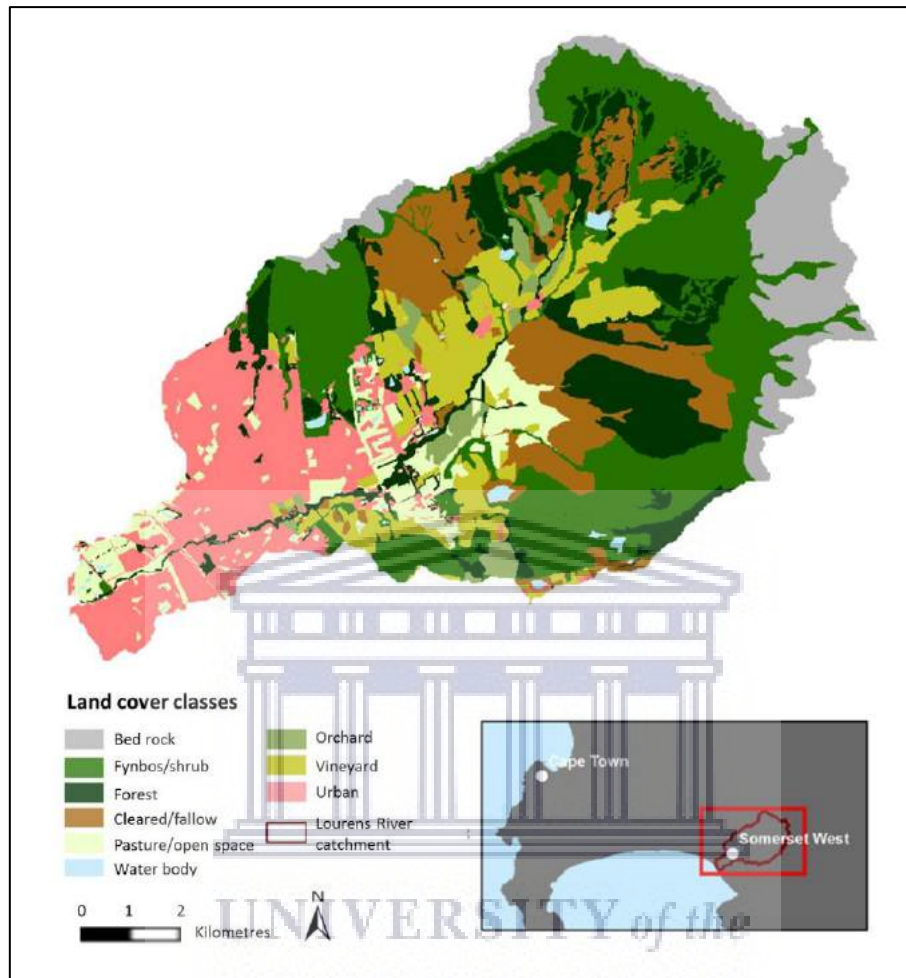 Land cover classes
Bed rock
Fynbos/shrub
Forest
Cleared/fallow
Pasture/open space
Water body
Orchard
Vineyard
Urban
Lourens River
catchment
0 1 2
Kilometres
N
Cape Town
Somerset West
UNIVERSITY of the